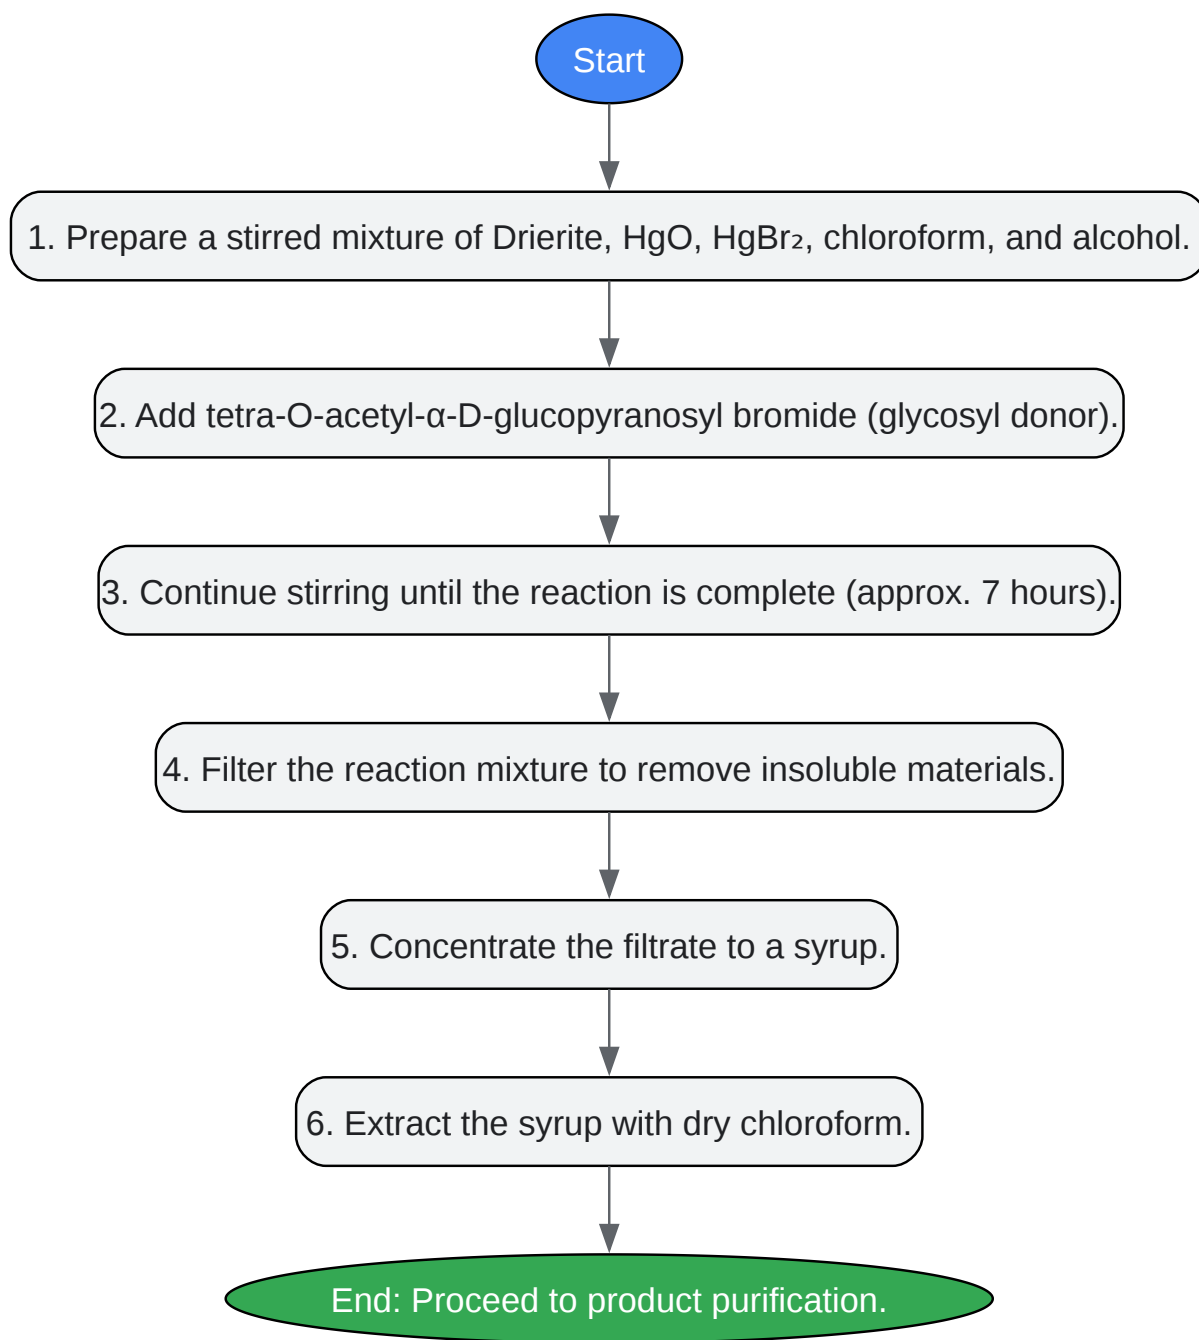 Start
1. Prepare a stirred mixture of Drierite, HgO, HgBr₂, chloroform, and alcohol.
2. Add tetra-O-acetyl-α-D-glucopyranosyl bromide (glycosyl donor).
3. Continue stirring until the reaction is complete (approx. 7 hours).
4. Filter the reaction mixture to remove insoluble materials.
5. Concentrate the filtrate to a syrup.
6. Extract the syrup with dry chloroform.
End: Proceed to product purification.